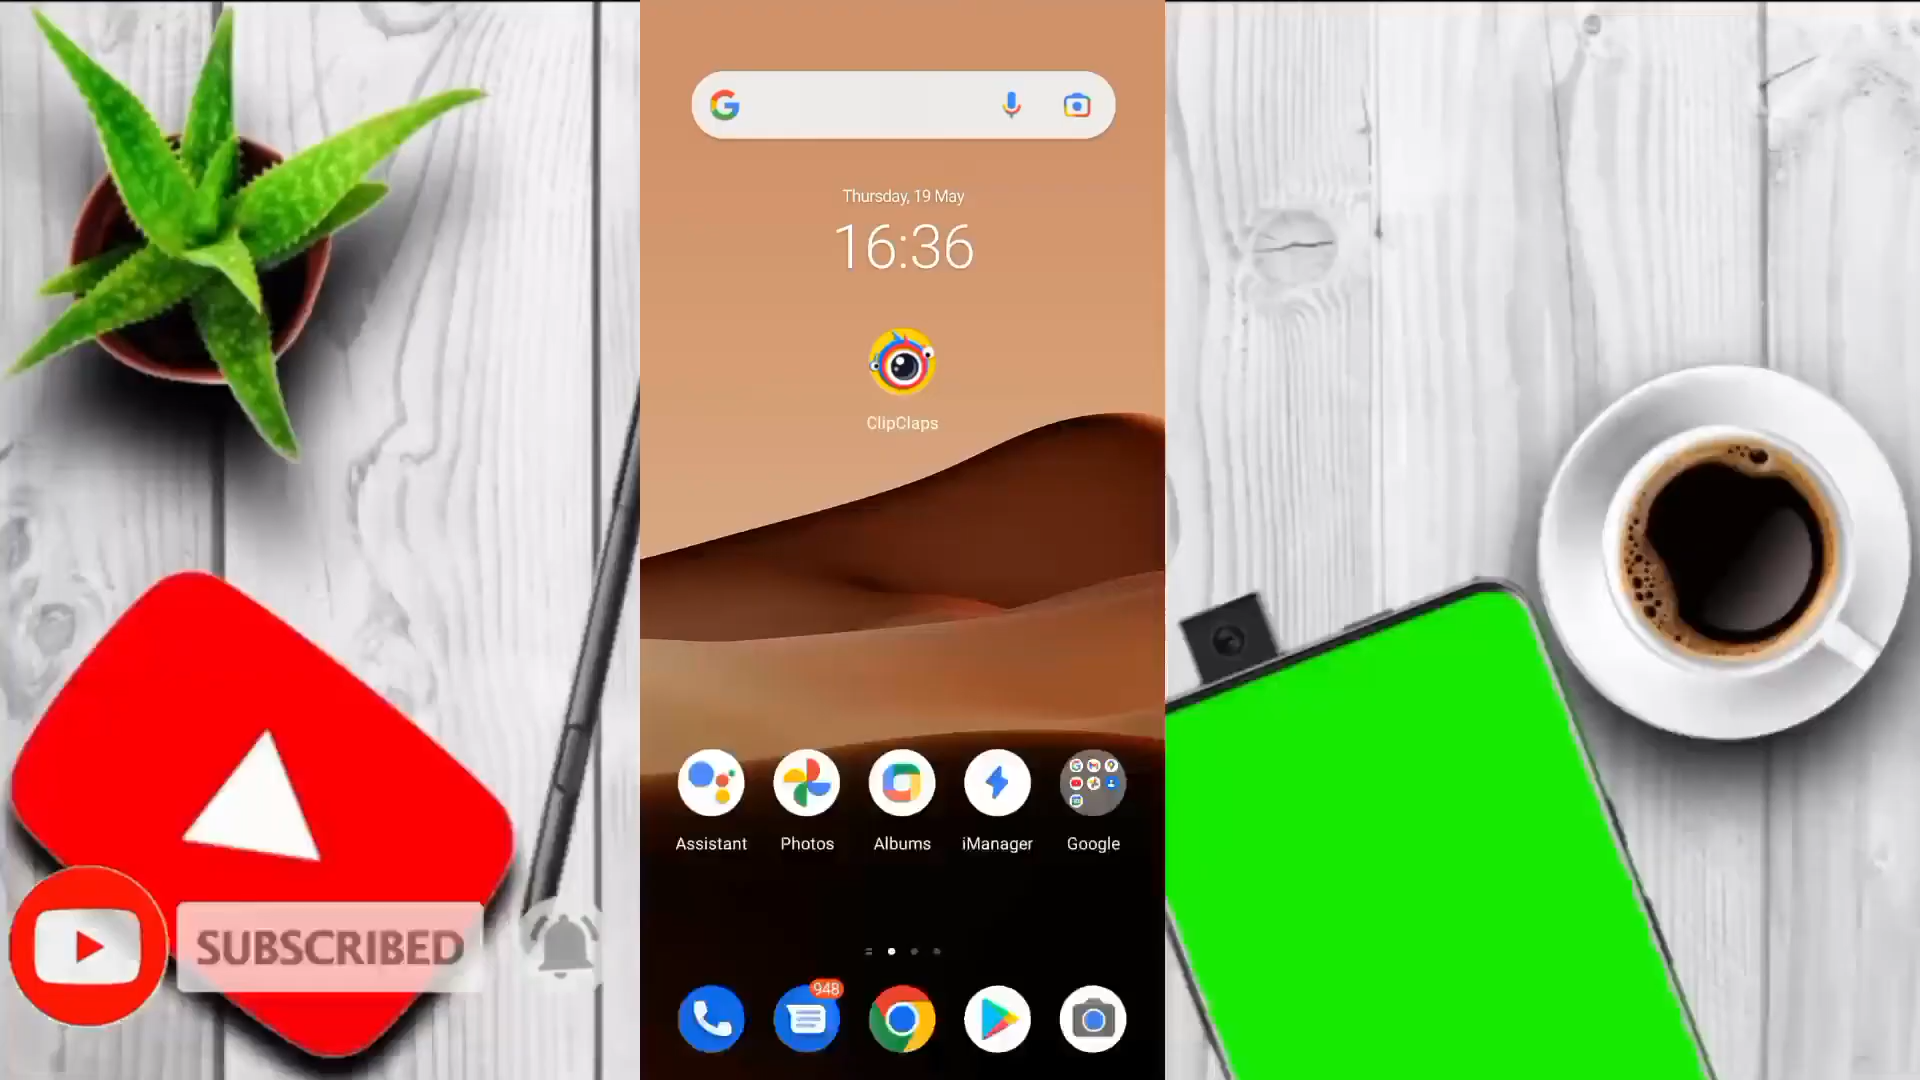 Thursday, 19 May
16:36
ClipClaps
Assistant
Photos
Albums
iManager
Google
SUBSCRIBED
948